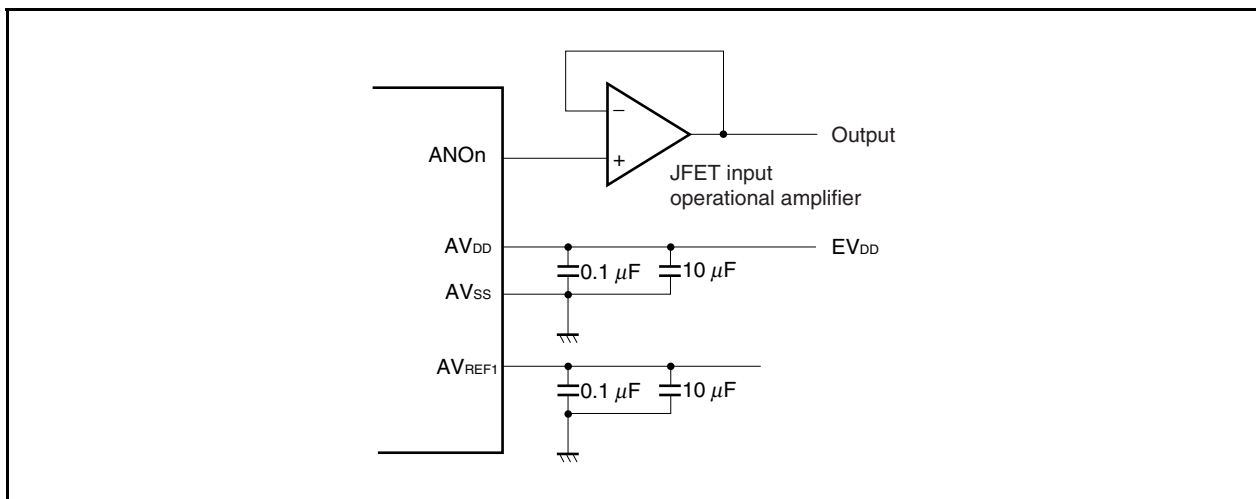 −
ANOn
+
Output
JFET input
operational amplifier
AVDD
EVDD
0.1 μF
10 μF
AVSS
AVREF1
0.1 μF
10 μF